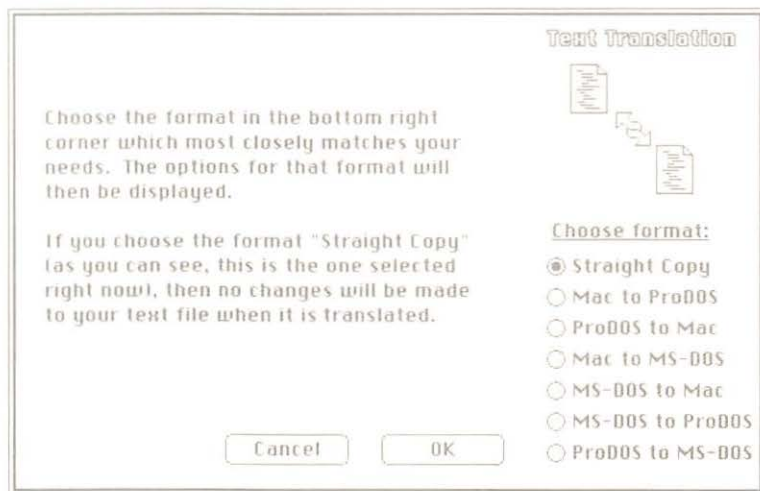 Text Translation
Choose the format in the bottom right
corner which most closely matches your
needs. The options for that format will
then be displayed.
If you choose the format "Straight Copy"
(as you can see, this is the one selected
right now), then no changes will be made
to your text file when it is translated.
Choose format:
Straight Copy
Mac to ProDOS
ProDOS to Mac
Mac to MS-DOS
MS-DOS to Mac
MS-DOS to ProDOS
ProDOS to MS-DOS
Cancel
OK